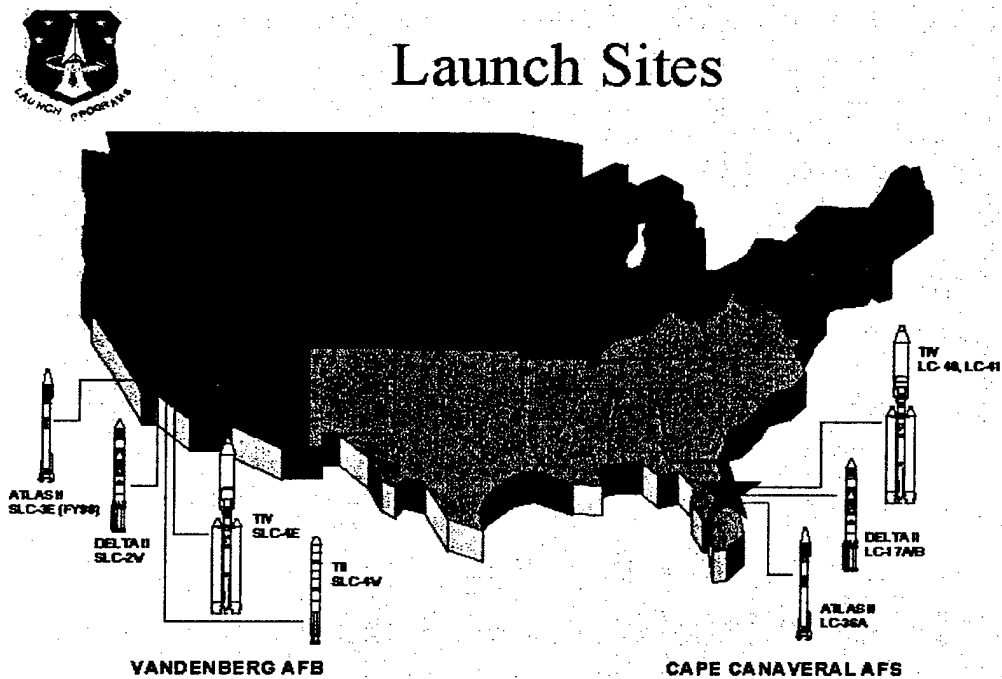 Launch Sites
LAUNCH PROGRAMS
TIV
LC-40, LC-41
ATLAS II
SLC-3E (FY98)
DELTA II
SLC-2W
TIV
SLC-4E
TII
SLC-4W
DELTA II
LC-17A/B
ATLAS II
LC-36A
VANDENBERG AFB
CAPE CANAVERAL AFS